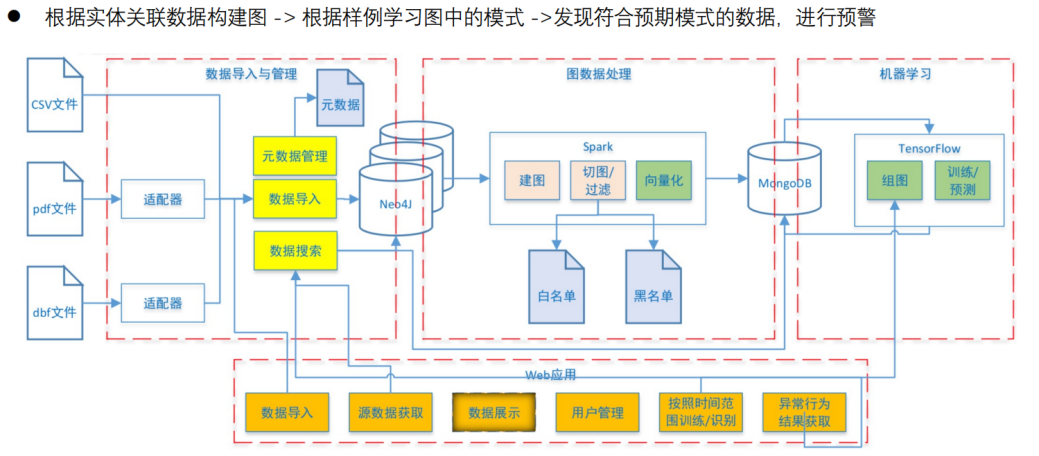 ● 根据实体关联数据构建图 -> 根据样例学习图中的模式 ->发现符合预期模式的数据，进行预警
数据导入与管理
图数据处理
机器学习
CSV文件
元数据
元数据管理
Spark
TensorFlow
建图
切图/
过滤
向量化
MongoDB
组图
训练/
预测
pdf文件
适配器
数据导入
Neo4J
数据搜索
白名单
黑名单
dbf文件
适配器
Web应用
数据导入
源数据获取
数据展示
用户管理
按照时间范
围训练/识别
异常行为
结果获取